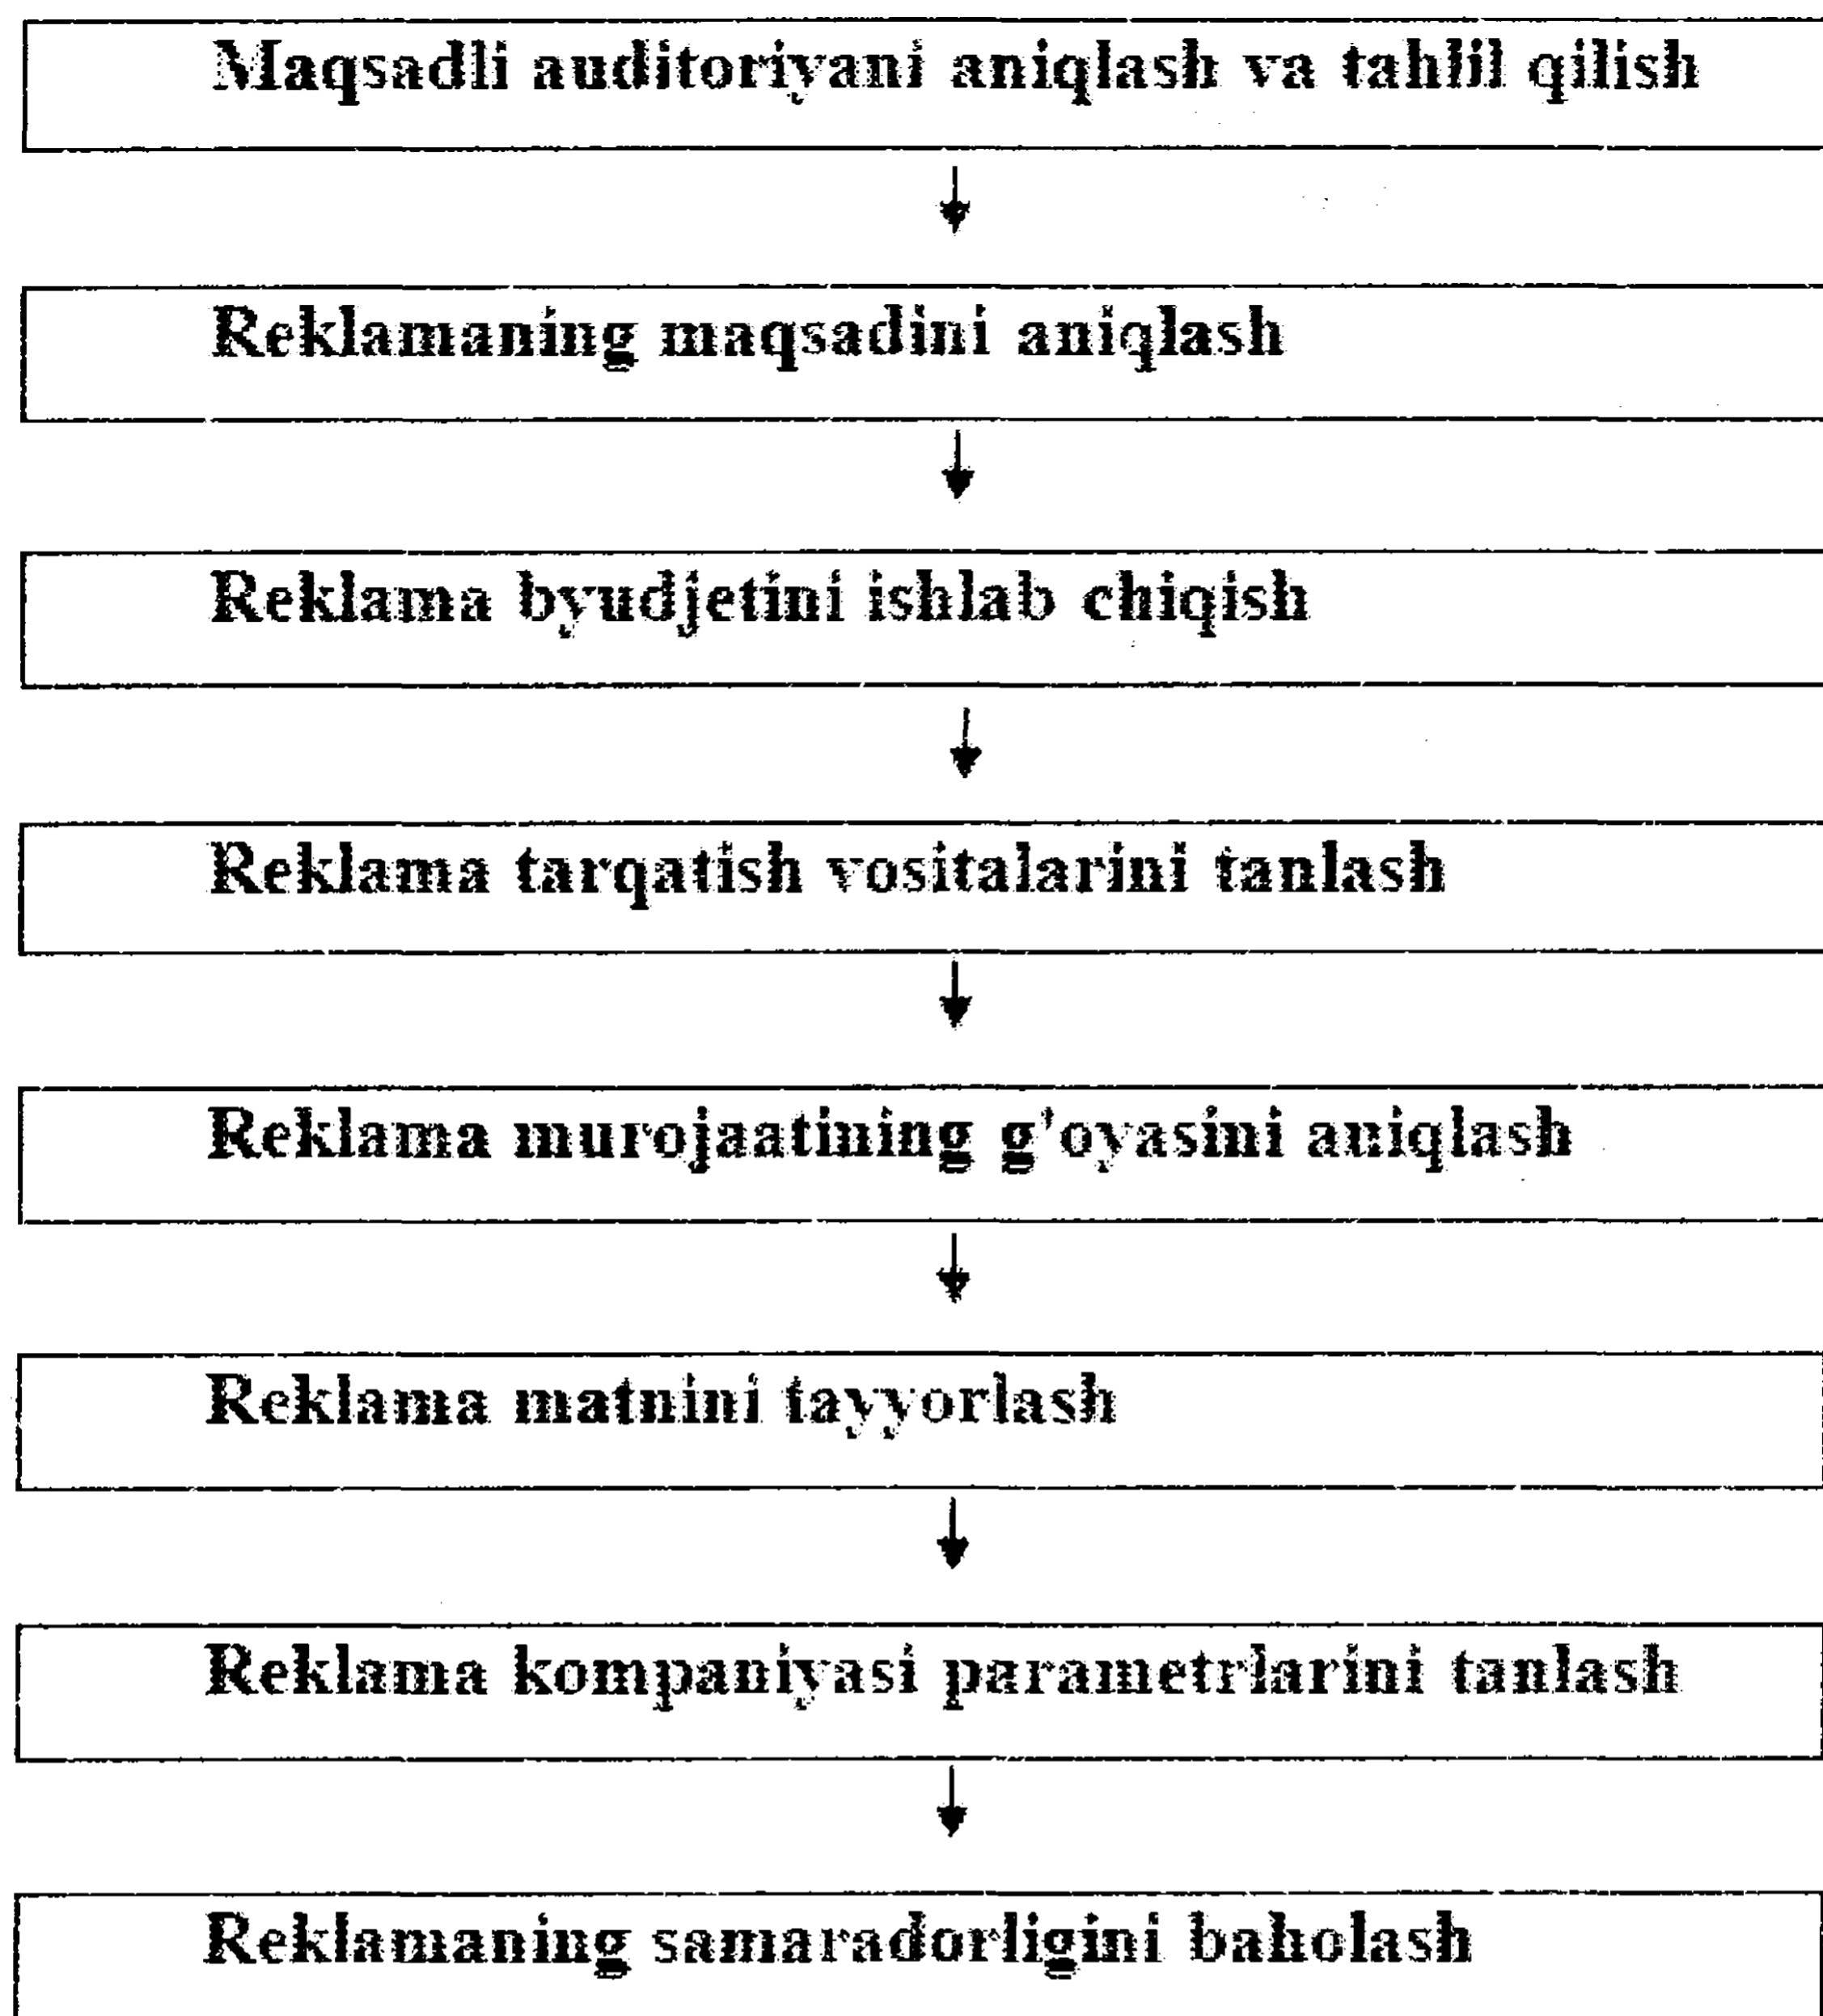 Maqsadli auditoriyani aniqlash va tahlil qilish
Reklamaning maqsadini aniqlash
Reklama byudjetini ishlab chiqish
Reklama tarqatish vositalarini tanlash
Reklama murojaatining g'oyasini aniqlash
Reklama matnini tayyorlash
Reklama kompaniyasi parametrlarini tanlash
Reklamaning samaradorligini baholash